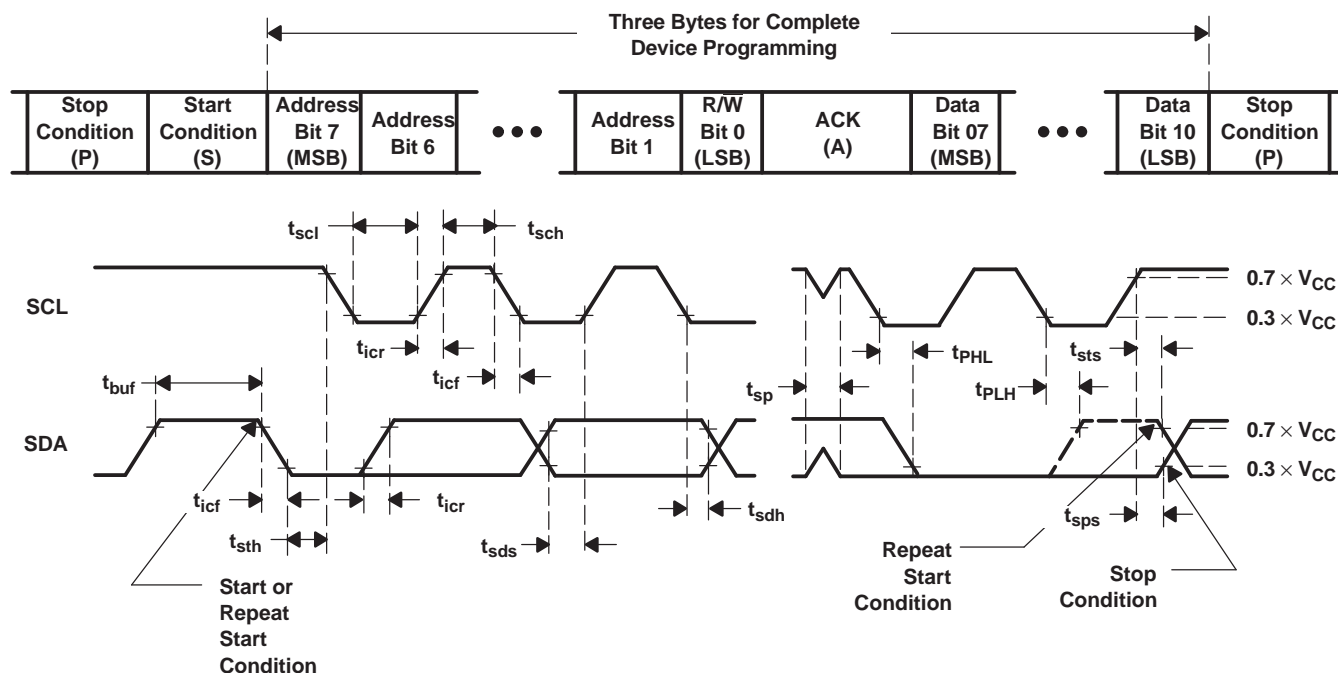 Three Bytes for Complete
Device Programming
Stop
Condition
(P)
Start
Condition
(S)
Address
Bit 7
(MSB)
Address
Bit 6
•••
Address
Bit 1
R/W̅
Bit 0
(LSB)
ACK
(A)
Data
Bit 07
(MSB)
•••
Data
Bit 10
(LSB)
Stop
Condition
(P)
tscl
tsch
SCL
0.7 × VCC
0.3 × VCC
ticr
ticf
tPHL
tsts
tbuf
tsp
tPLH
SDA
0.7 × VCC
0.3 × VCC
ticf
ticr
tsth
tsds
tsdh
tsps
Start or
Repeat
Start
Condition
Repeat
Start
Condition
Stop
Condition